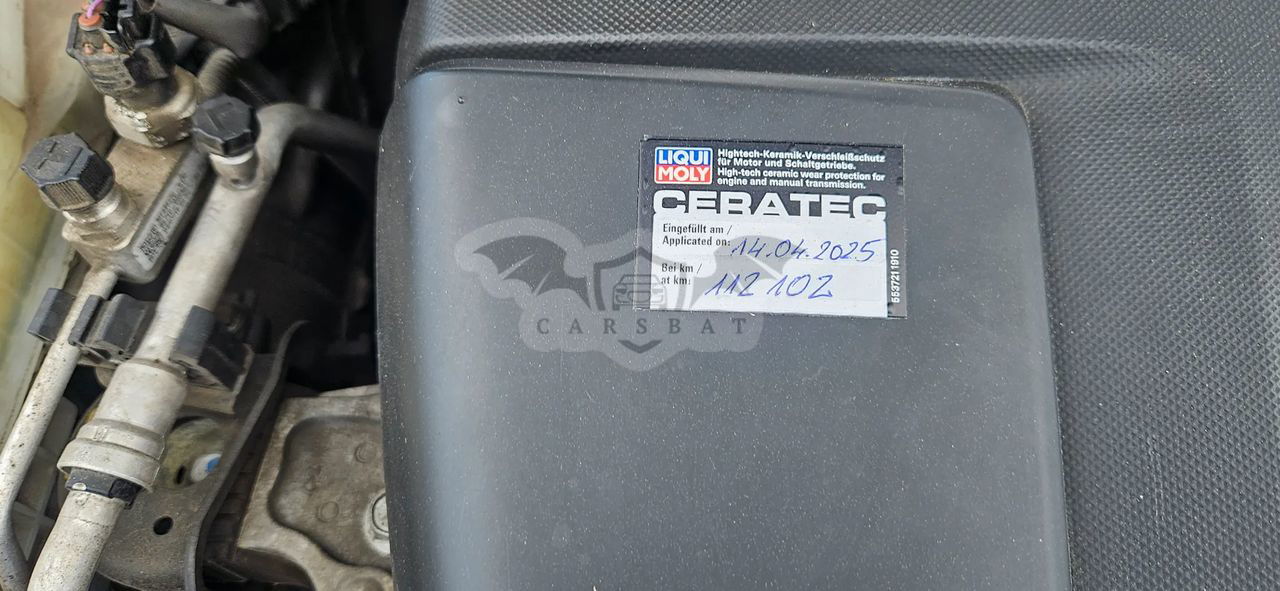 LIQUI
MOLY
Hightech-Keramik-Verschleißschutz
für Motor und Schaltgetriebe.
High-tech ceramic wear protection for
engine and manual transmission.
CERATEC
Eingefüllt am /
Applicated on: 14.04.2025
Bei km /
at km: 112 102
5537211910
CARSBAT